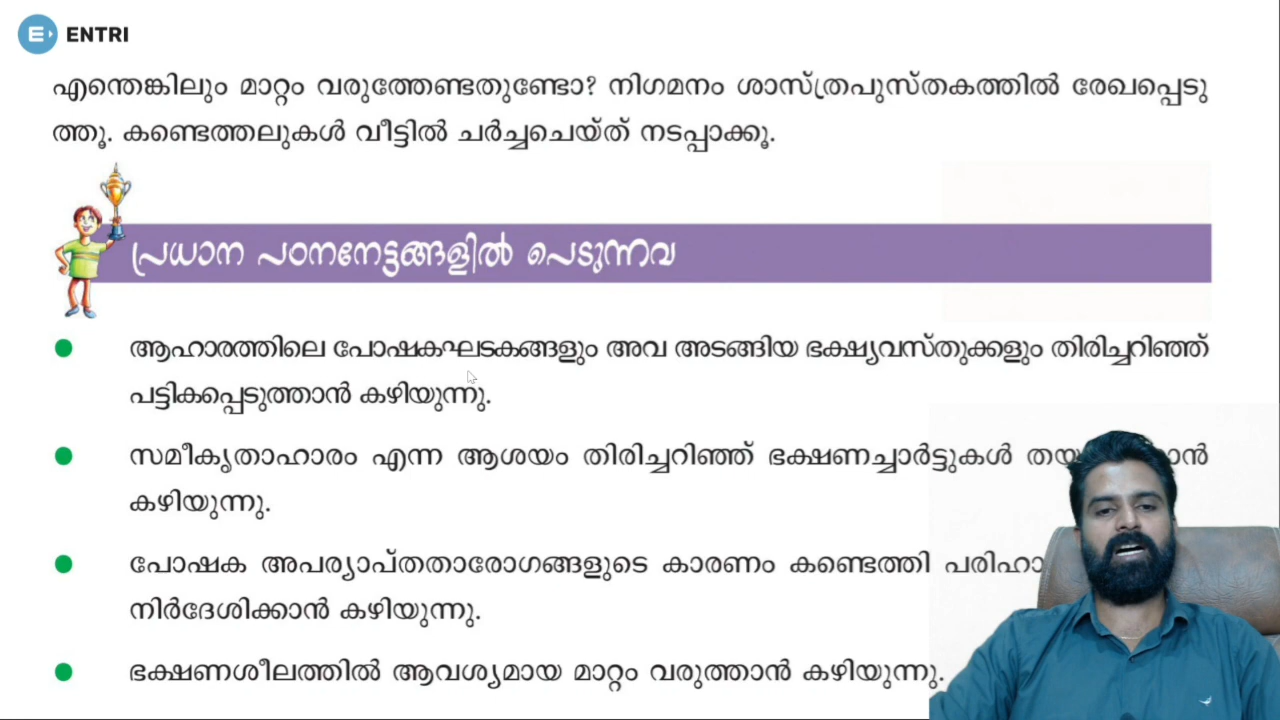 ENTRI
എന്തെങ്കിലും മാറ്റം വരുത്തേണ്ടതുണ്ടോ? നിഗമനം ശാസ്ത്രപുസ്തകത്തിൽ രേഖപ്പെടു
ത്തൂ. കണ്ടെത്തലുകൾ വീട്ടിൽ ചർച്ചചെയ്ത് നടപ്പാക്കൂ.
പ്രധാന പഠനനേട്ടങ്ങളിൽ പെടുന്നവ
ആഹാരത്തിലെ പോഷകഘടകങ്ങളും അവ അടങ്ങിയ ഭക്ഷ്യവസ്തുക്കളും തിരിച്ചറിഞ്ഞ്
പട്ടികപ്പെടുത്താൻ കഴിയുന്നു.
സമീകൃതാഹാരം എന്ന ആശയം തിരിച്ചറിഞ്ഞ് ഭക്ഷണച്ചാർട്ടുകൾ
കഴിയുന്നു.
പോഷക അപര്യാപ്തതാരോഗങ്ങളുടെ കാരണം കണ്ടെത്തി
നിർദേശിക്കാൻ കഴിയുന്നു.
ഭക്ഷണശീലത്തിൽ ആവശ്യമായ മാറ്റം വരുത്താൻ കഴിയുന്നു.